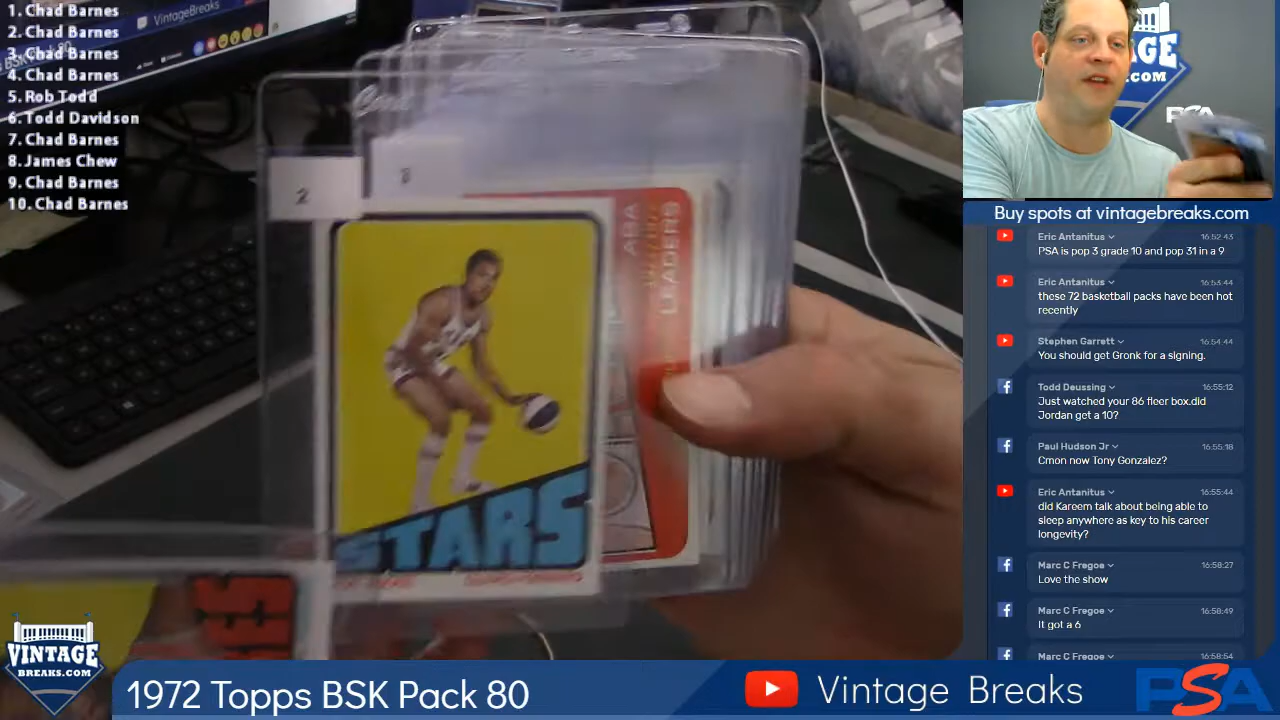 1. Chad Barnes
2. Chad Barnes
3. Chad Barnes
4. Chad Barnes
5. Rob Todd
6. Todd Davidson
7. Chad Barnes
8. James Chew
9. Chad Barnes
10. Chad Barnes
VintageBreaks
2
3
ABA
LEADERS
STARS
VINTAGE
BREAKS.COM
1972 Topps BSK Pack 80
Vintage Breaks
PSA
Buy spots at vintagebreaks.com
Eric Antanitus 16:52:43
PSA is pop 3 grade 10 and pop 31 in a 9
Eric Antanitus 16:53:44
these 72 basketball packs have been hot
recently
Stephen Garrett 16:54:44
You should get Gronk for a signing.
Todd Deussing 16:55:12
Just watched your 86 fleer box.did
Jordan get a 10?
Paul Hudson Jr 16:55:18
Cmon now Tony Gonzalez?
Eric Antanitus 16:55:44
did Kareem talk about being able to
sleep anywhere as key to his career
longevity?
Marc C Fregoe 16:58:27
Love the show
Marc C Fregoe 16:58:49
It got a 6
Marc C Fregoe 16:58:54